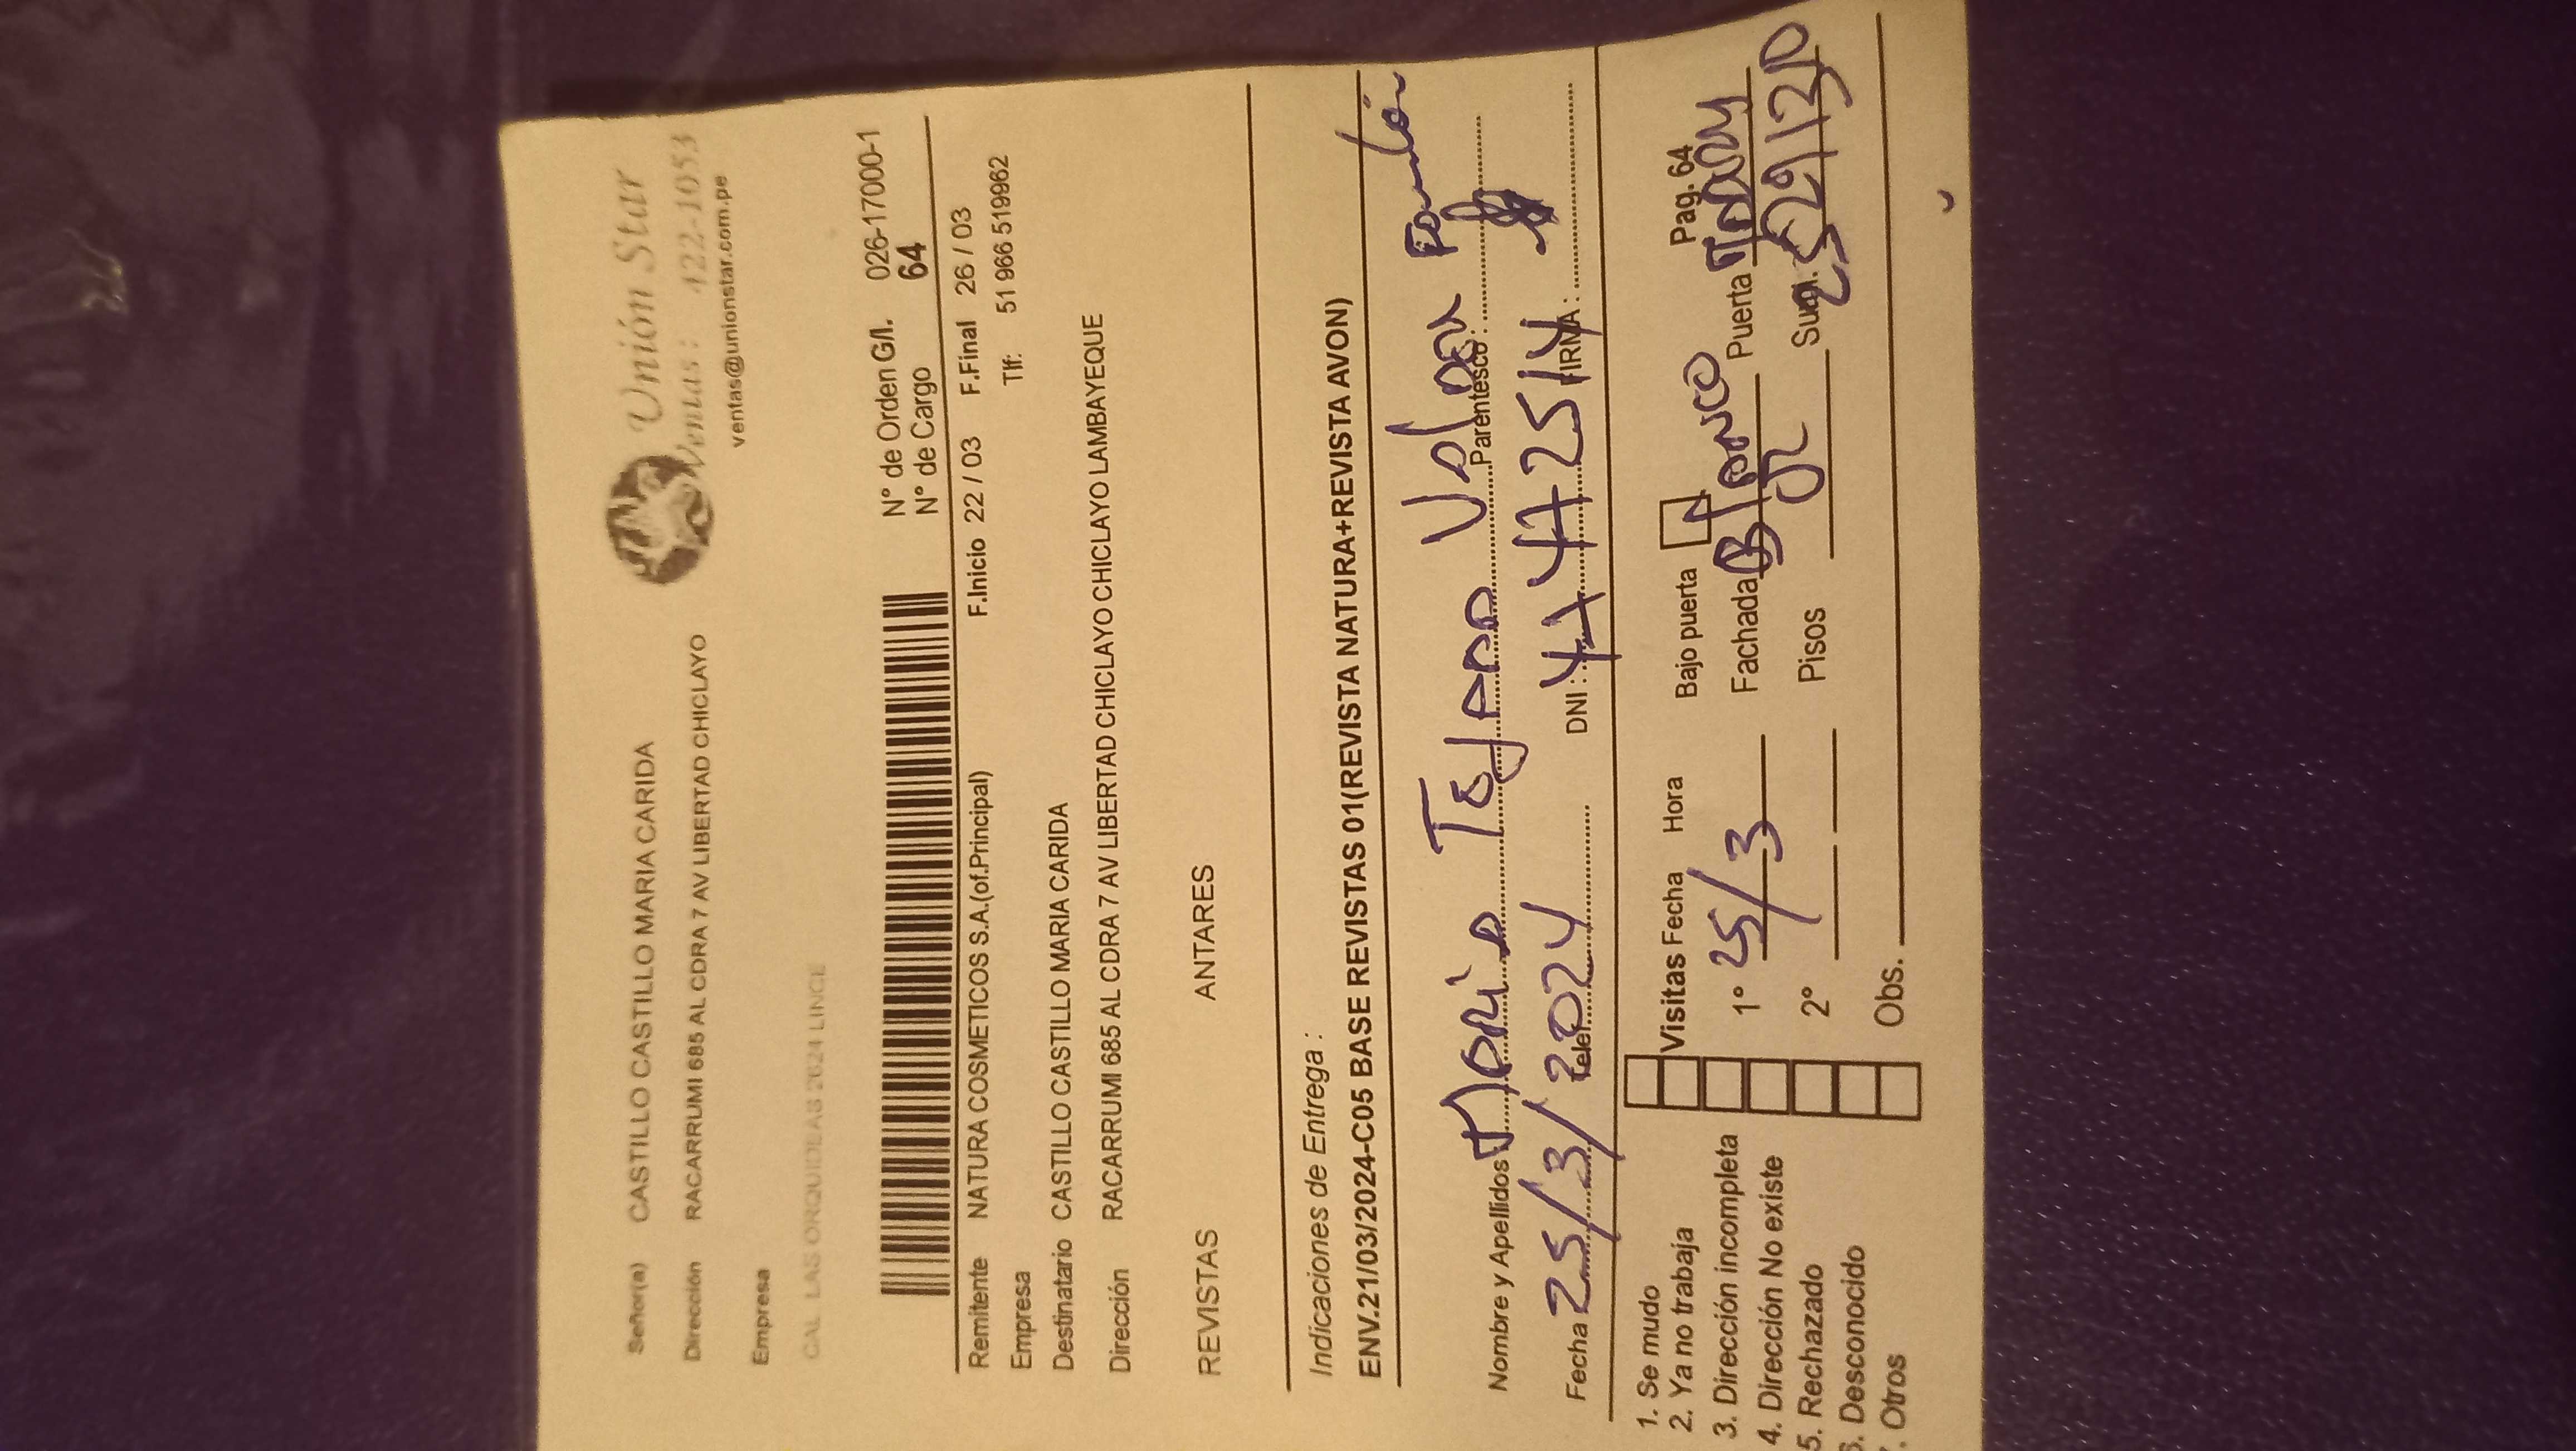 Unión Star
Ventas: 422-1053
ventas@unionstar.com.pe
Señor(a) CASTILLO CASTILLO MARIA CARIDA
Dirección RACARRUMI 685 AL CDRA 7 AV LIBERTAD CHICLAYO
Empresa
CAL LAS ORQUIDEAS 2624 LINCE
N° de Orden G/I. 026-17000-1
N° de Cargo 64
Remitente NATURA COSMETICOS S.A.(of.Principal) F.Inicio 22 / 03 F.Final 26 / 03
Empresa Tlf: 51 966 519962
Destinatario CASTILLO CASTILLO MARIA CARIDA
Dirección RACARRUMI 685 AL CDRA 7 AV LIBERTAD CHICLAYO CHICLAYO LAMBAYEQUE
REVISTAS ANTARES
Indicaciones de Entrega :
ENV.21/03/2024-C05 BASE REVISTAS 01(REVISTA NATURA+REVISTA AVON)
Nombre y Apellidos Maria Parentesco:
Fecha 25/3/2024 Telef DNI: FIRMA:
1. Se mudo
2. Ya no trabaja
3. Dirección incompleta
4. Dirección No existe
5. Rechazado
6. Desconocido
7. Otros
Visitas Fecha Hora Bajo puerta Pag. 64
1° 25/3 Fachada Blanco Puerta
2° Pisos 02 Sum.
Obs.